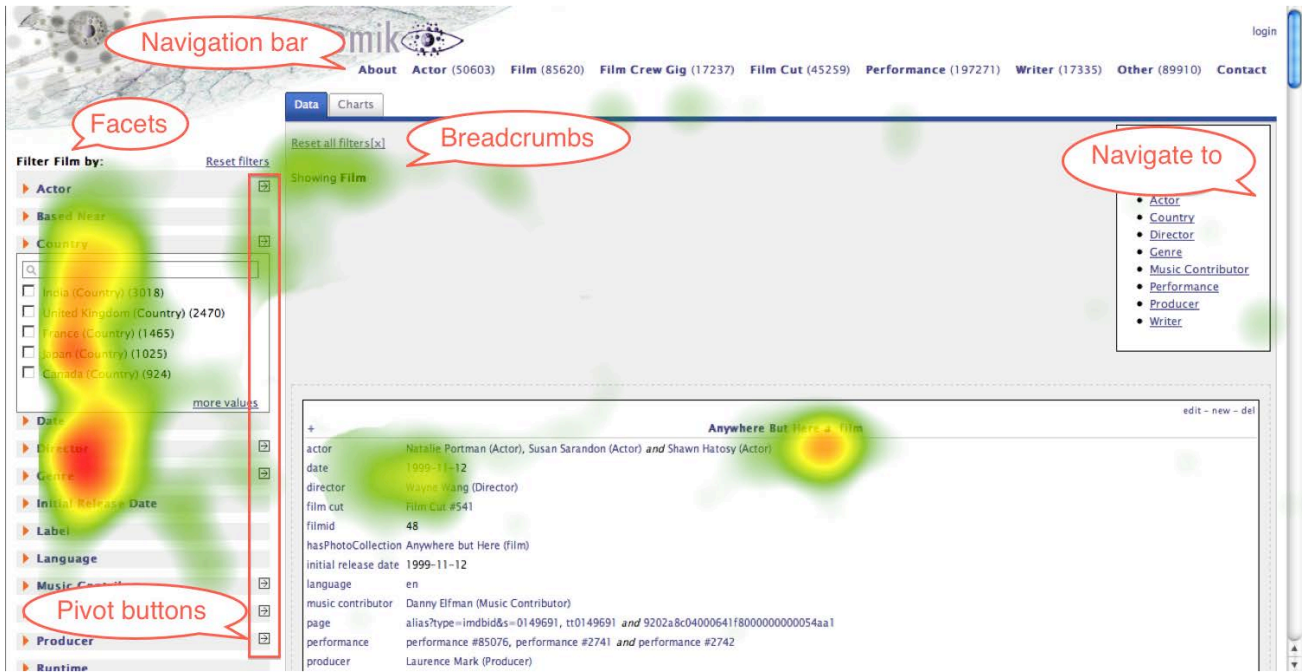 Navigation bar
mik
login
About Actor (50603) Film (85620) Film Crew Gig (17237) Film Cut (45259) Performance (197271) Writer (17335) Other (89910) Contact
Facets
Filter Film by: Reset filters
Actor
Based Near
Country
India (Country) (3018)
United Kingdom (Country) (2470)
France (Country) (1465)
Japan (Country) (1025)
Canada (Country) (924)
more values
Date
Director
Genre
Initial Release Date
Label
Language
Music
Pivot buttons
Producer
Runtime
Data Charts
Reset all filters[x]
Breadcrumbs
Showing Film
Navigate to
• Actor
• Country
• Director
• Genre
• Music Contributor
• Performance
• Producer
• Writer
edit - new - del
+ Anywhere But Here a film
actor Natalie Portman (Actor), Susan Sarandon (Actor) and Shawn Hatosy (Actor)
date 1999-11-12
director Wayne Wang (Director)
film cut Film Cut #541
filmid 48
hasPhotoCollection Anywhere but Here (film)
initial release date 1999-11-12
language en
music contributor Danny Elfman (Music Contributor)
page alias?type=imdbid&s=0149691, tt0149691 and 9202a8c04000641f8000000000054aa1
performance performance #85076, performance #2741 and performance #2742
producer Laurence Mark (Producer)